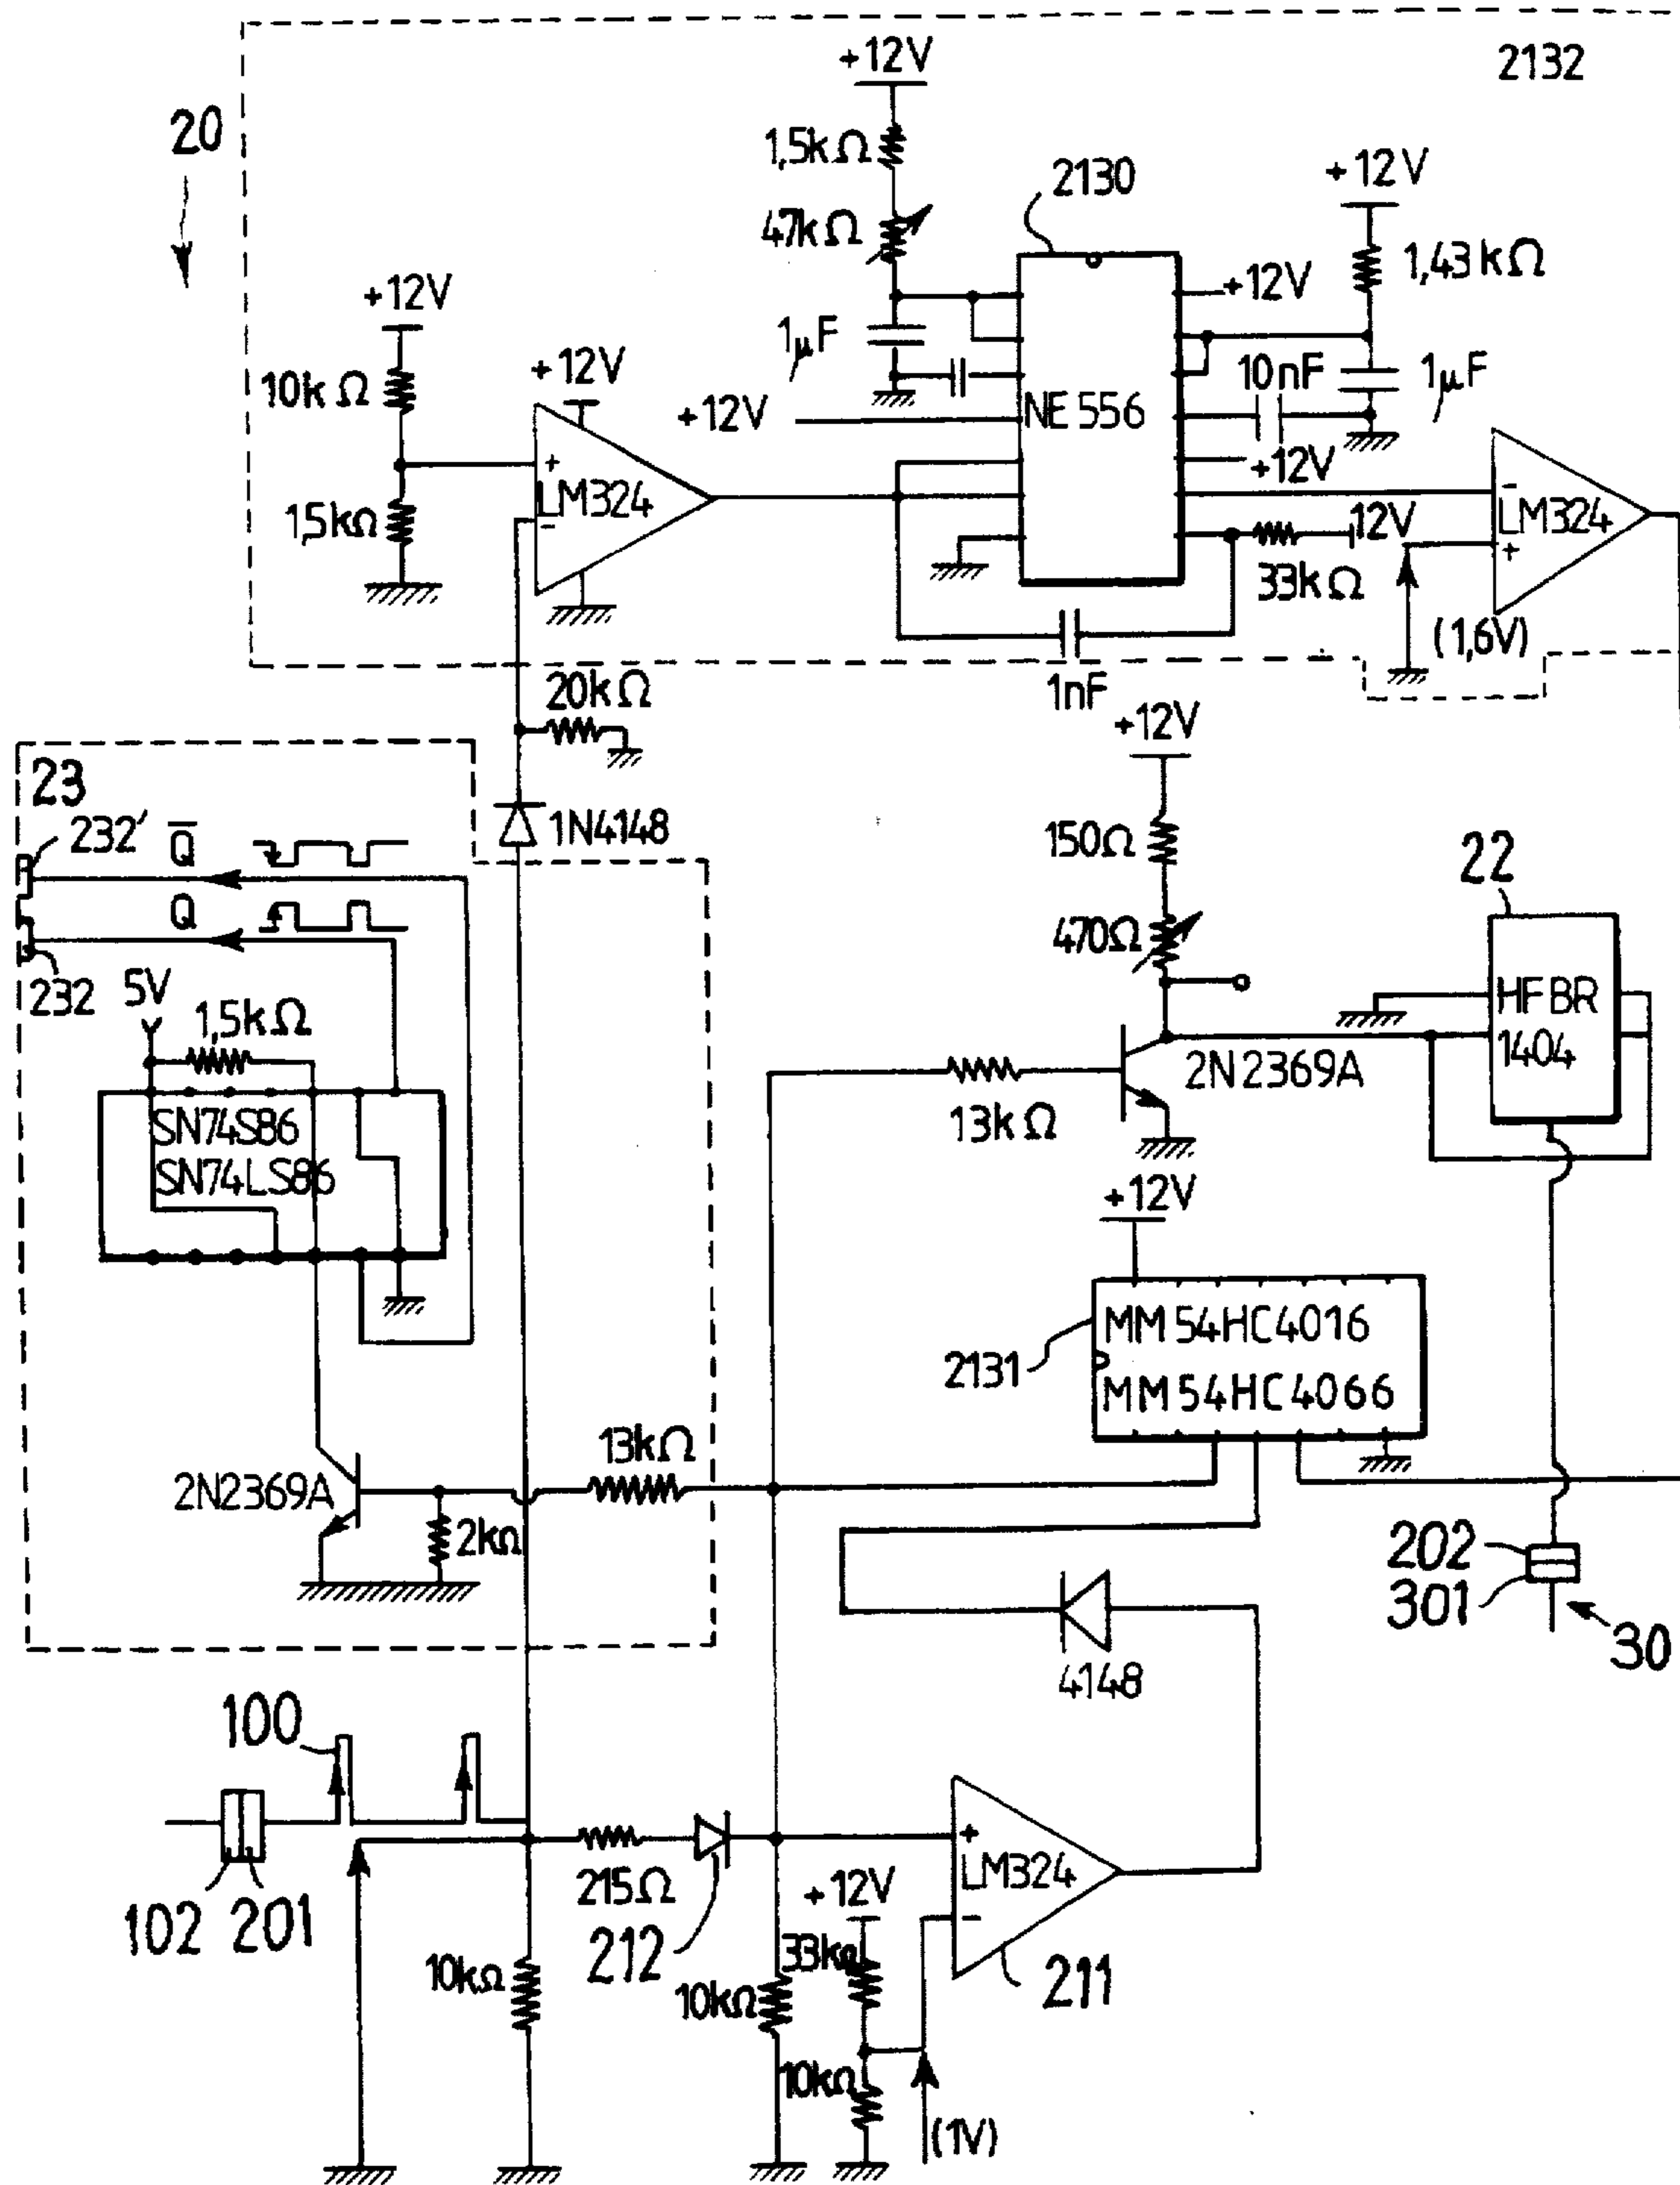 2132
+12V
20
1,5kΩ
2130
+12V
47kΩ
1,43kΩ
+12V
+12V
1μF
10kΩ
+12V
10nF
1μF
+12V
NE 556
+
LM324
-
+12V
-
LM324
+
1,5kΩ
12V
33kΩ
(1,6V)
1nF
20kΩ
+12V
23
232'
Q̅
1N4148
150Ω
22
Q
470Ω
232
5V
1,5kΩ
HFBR
1404
2N2369A
13kΩ
SN74S86
SN74LS86
+12V
MM54HC4016
2131
MM54HC4066
13kΩ
2N2369A
2kΩ
202
301
30
4148
100
+
LM324
-
215Ω
+12V
102 201
212
33kΩ
10kΩ
10kΩ
211
10kΩ
(1V)